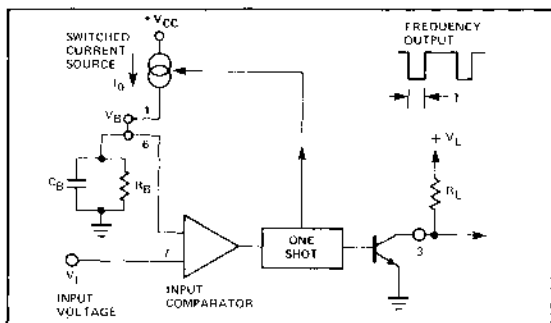 + VCC
SWITCHED
CURRENT
SOURCE
IO
VB
1
6
CB
RB
7
VI
INPUT
VOLTAGE
INPUT
COMPARATOR
ONE
SHOT
FREQUENCY
OUTPUT
+ VL
RL
3